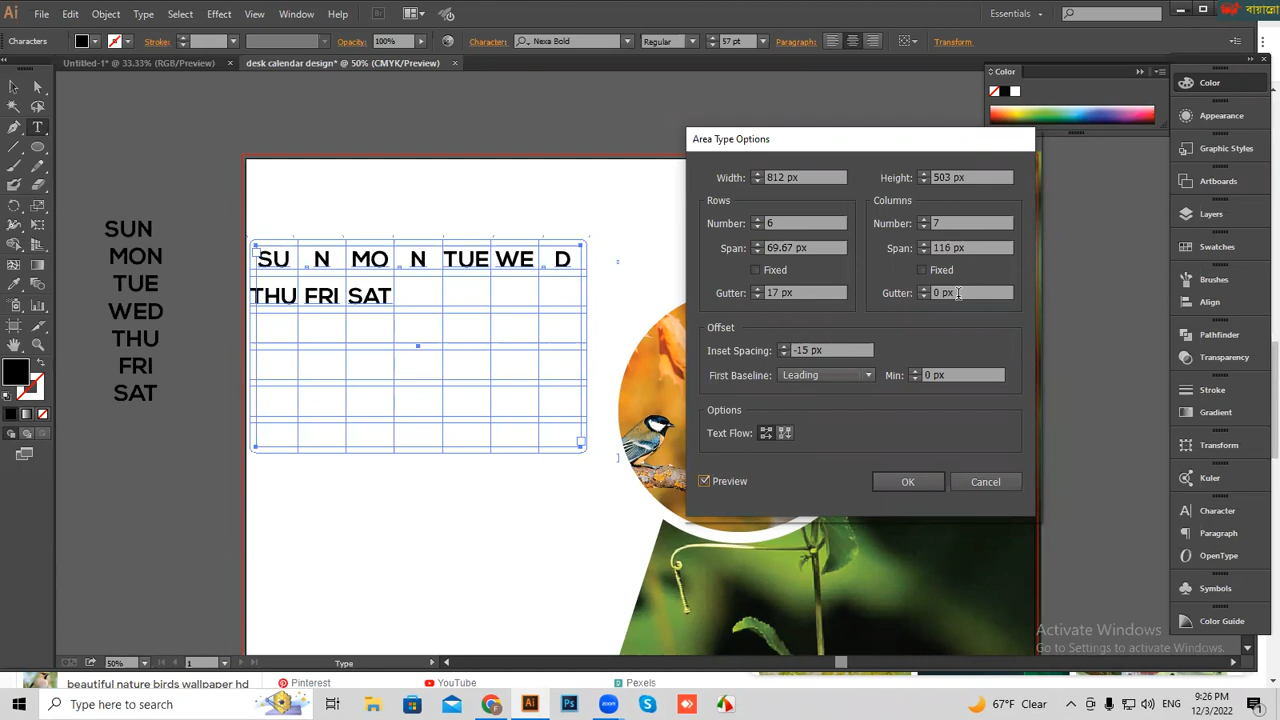 Ai File Edit Object Type Select Effect View Window Help Br Essentials বায়ান্নো
Characters Stroke: Opacity: 100% Character: Nexa Bold Regular 57 pt Paragraph: Transform
Untitled-1* @ 33.33% (RGB/Preview) × desk calendar design* @ 50% (CMYK/Preview) ×
Color
Color
Appearance
Graphic Styles
Artboards
Layers
Swatches
Brushes
Align
Pathfinder
Transparency
Stroke
Gradient
Transform
Kuler
Character
Paragraph
OpenType
Symbols
Color Guide
SUN
MON
TUE
WED
THU
FRI
SAT
SU N MO N TUE WE D
THU FRI SAT
Area Type Options
Width: 812 px Height: 503 px
Rows Columns
Number: 6 Number: 7
Span: 69.67 px Span: 116 px
Fixed Fixed
Gutter: 17 px Gutter: 0 px
Offset
Inset Spacing: -15 px
First Baseline: Leading Min: 0 px
Options
Text Flow:
Preview OK Cancel
Activate Windows
Go to Settings to activate Windows.
50% 1 Type
beautiful nature birds wallpaper hd Pinterest YouTube Pexels
Type here to search Ai Ps zoom 67°F Clear ENG 9:26 PM
12/3/2022